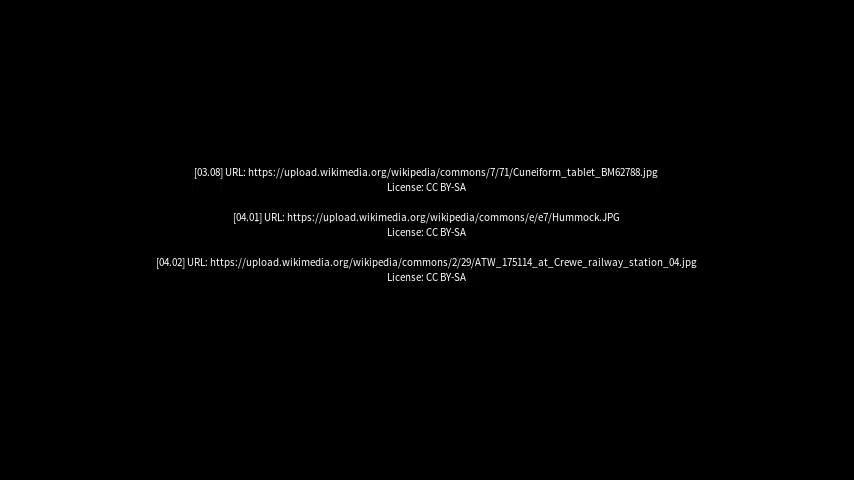 [03.08] URL: https://upload.wikimedia.org/wikipedia/commons/7/71/Cuneiform_tablet_BM62788.jpg
License: CC BY-SA
[04.01] URL: https://upload.wikimedia.org/wikipedia/commons/e/e7/Hummock.JPG
License: CC BY-SA
[04.02] URL: https://upload.wikimedia.org/wikipedia/commons/2/29/ATW_175114_at_Crewe_railway_station_04.jpg
License: CC BY-SA